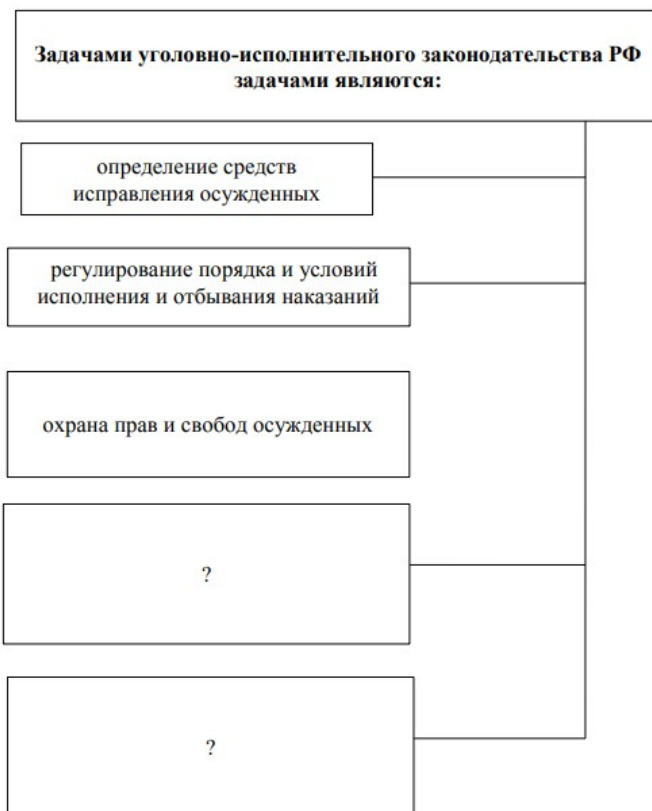 Задачами уголовно-исполнительного законодательства РФ
задачами являются:
определение средств
исправления осужденных
регулирование порядка и условий
исполнения и отбывания наказаний
охрана прав и свобод осужденных
?
?